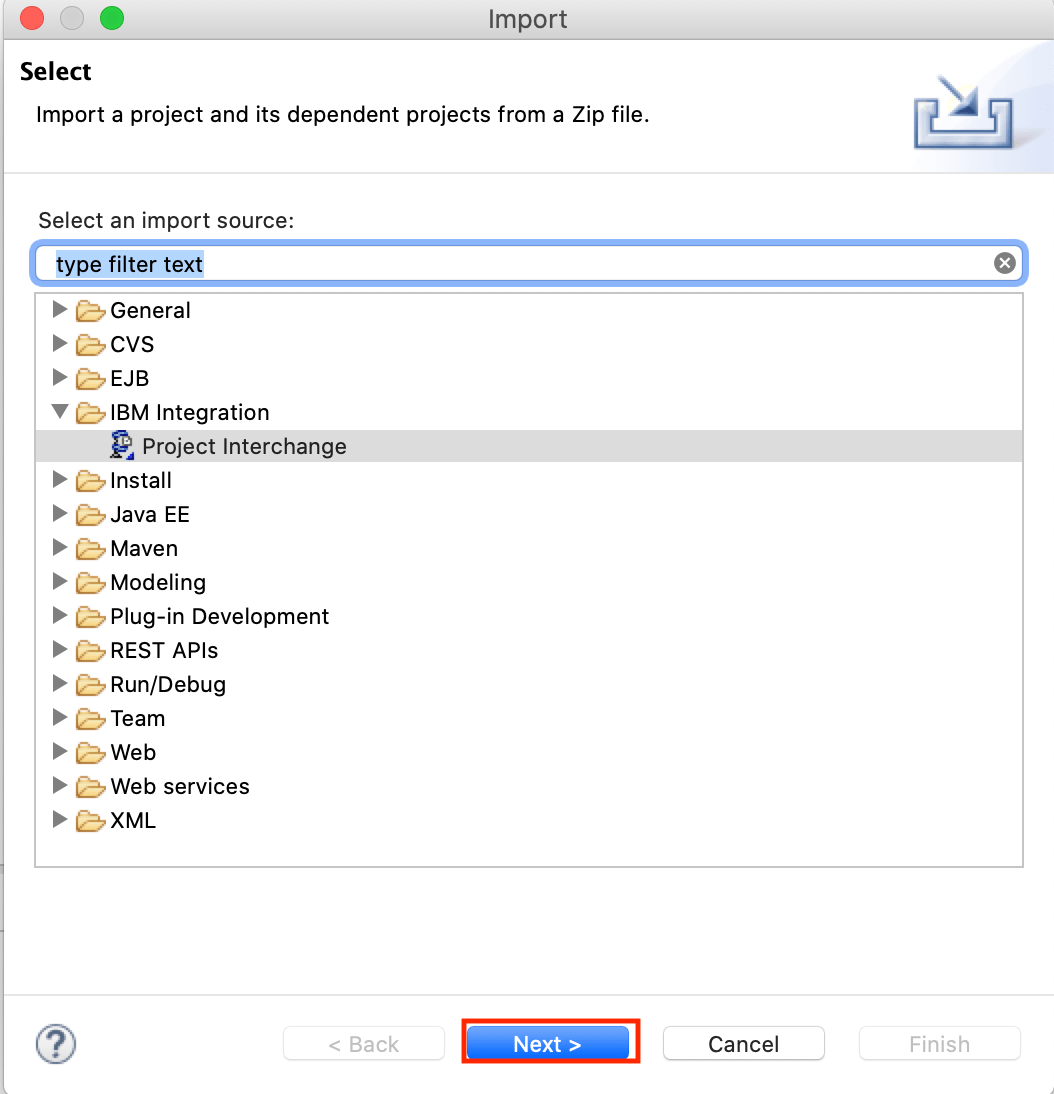 Import
Select
Import a project and its dependent projects from a Zip file.
Select an import source:
type filter text
General
CVS
EJB
IBM Integration
Project Interchange
Install
Java EE
Maven
Modeling
Plug-in Development
REST APIs
Run/Debug
Team
Web
Web services
XML
? < Back Next > Cancel Finish